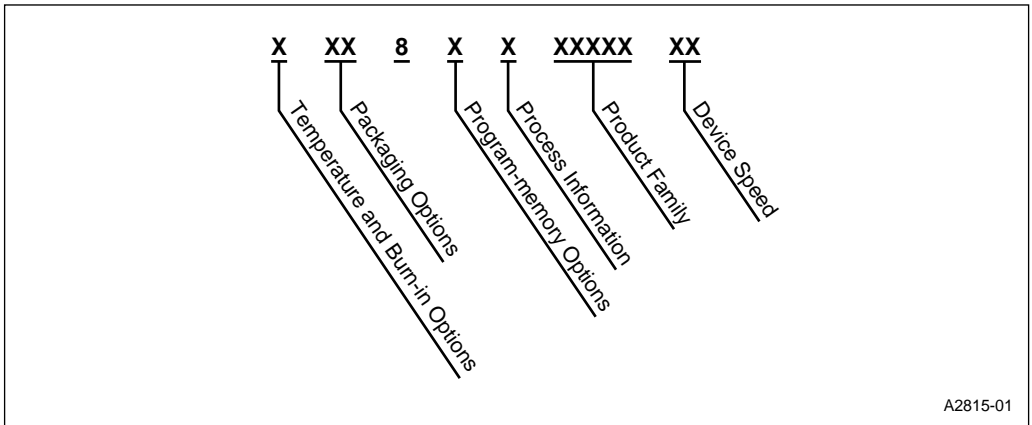 X XX 8 X X XXXXX XX
Temperature and Burn-in Options
Packaging Options
Program-memory Options
Process Information
Product Family
Device Speed
A2815-01